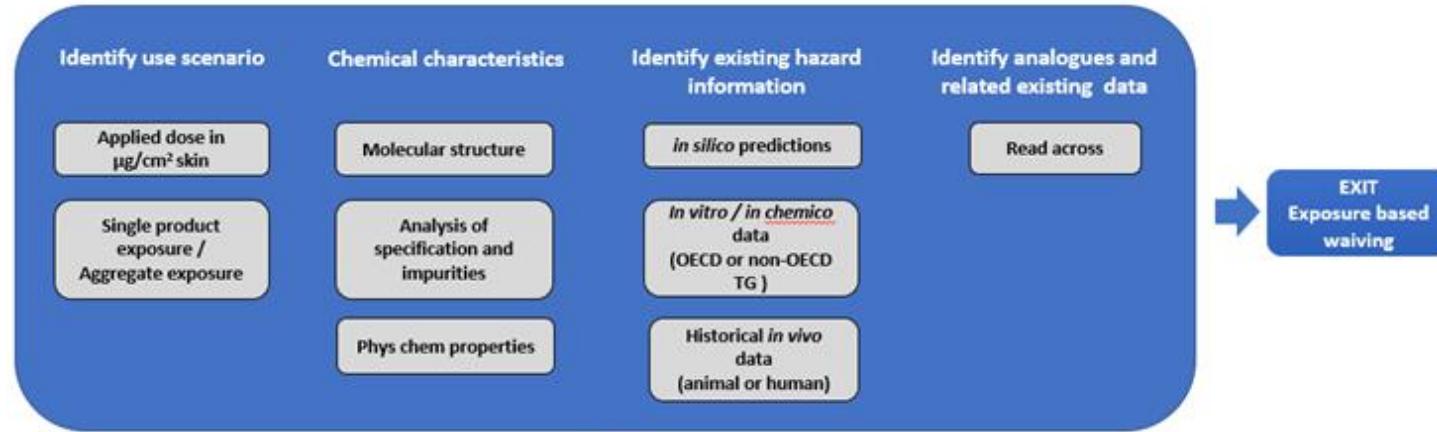 Identify use scenario
Applied dose in
µg/cm² skin
Single product
exposure /
Aggregate exposure
Chemical characteristics
Molecular structure
Analysis of
specification and
impurities
Phys chem properties
Identify existing hazard
information
in silico predictions
In vitro / in chemico
data
(OECD or non-OECD
TG )
Historical in vivo
data
(animal or human)
Identify analogues and
related existing data
Read across
EXIT
Exposure based
waiving